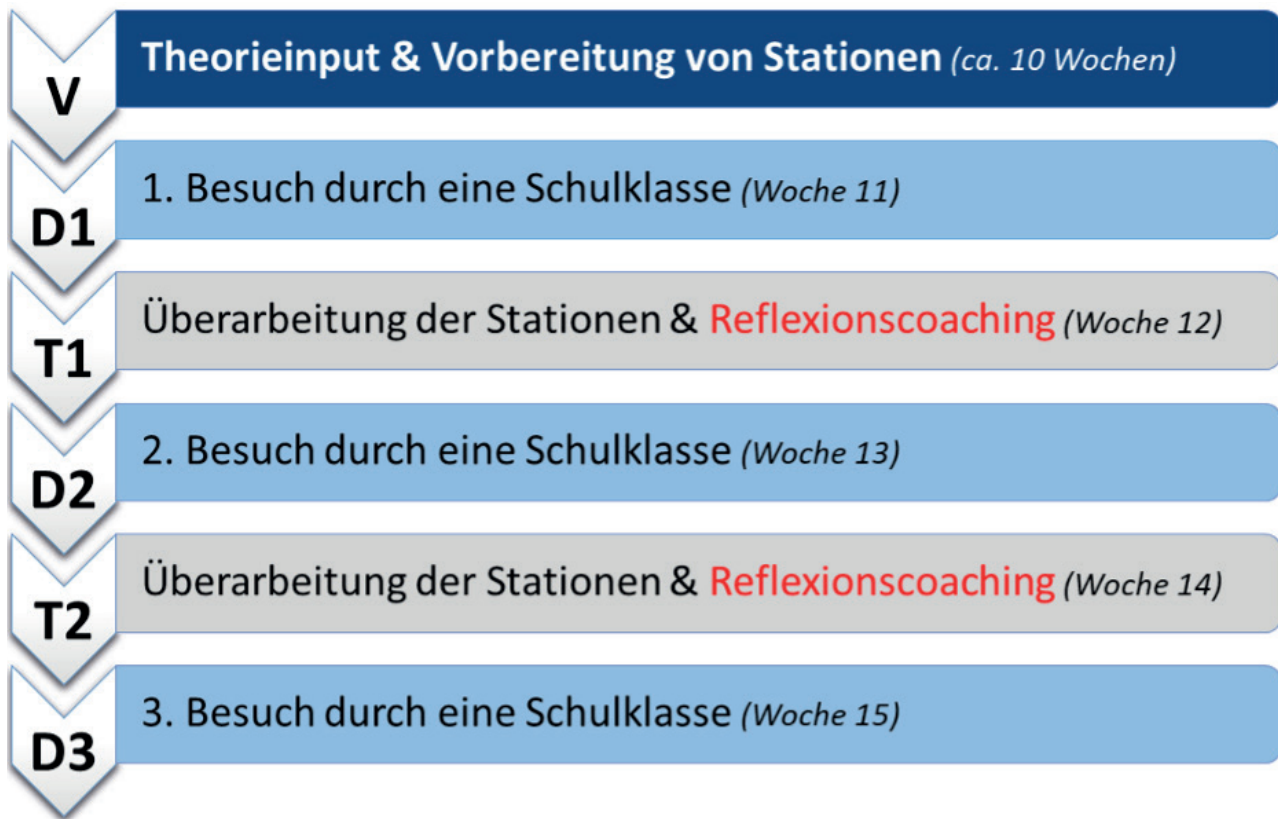 V
Theorieinput & Vorbereitung von Stationen (ca. 10 Wochen)
D1
1. Besuch durch eine Schulklasse (Woche 11)
T1
Überarbeitung der Stationen & Reflexionscoaching (Woche 12)
D2
2. Besuch durch eine Schulklasse (Woche 13)
T2
Überarbeitung der Stationen & Reflexionscoaching (Woche 14)
D3
3. Besuch durch eine Schulklasse (Woche 15)